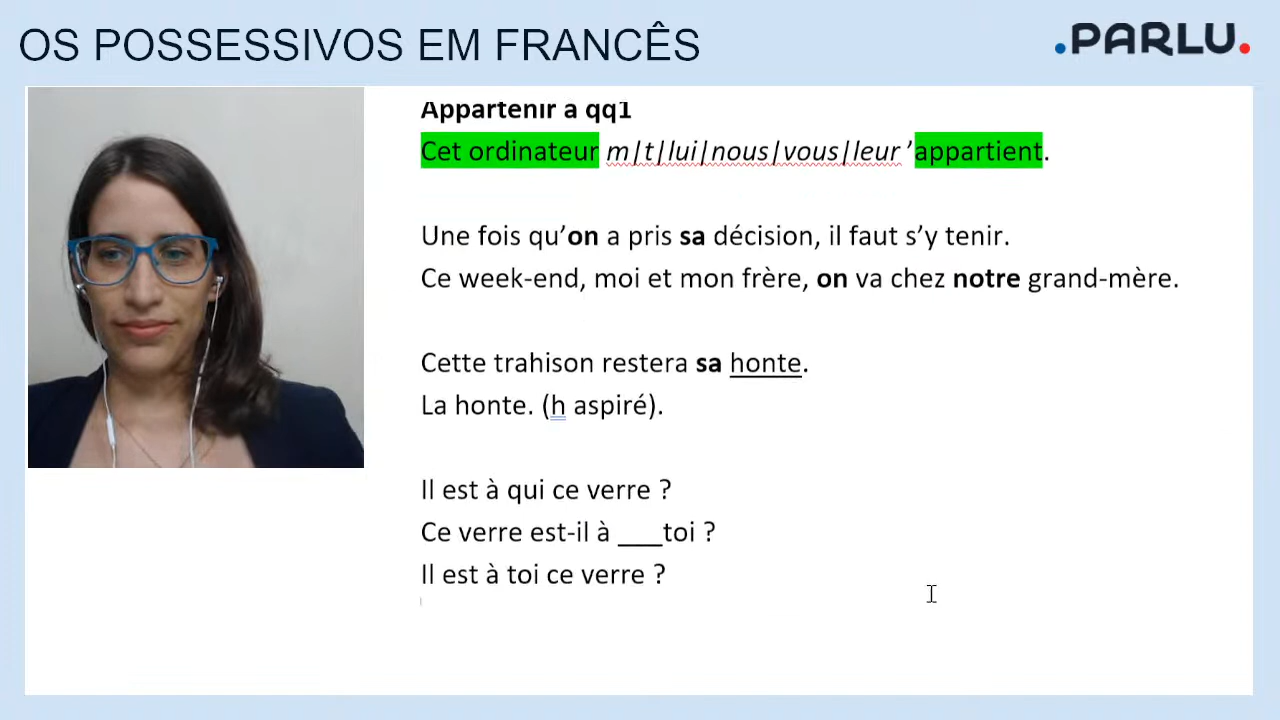 OS POSSESSIVOS EM FRANCÊS
.PARLU.
Appartenir a qq1
Cet ordinateur m|t|lui|nous|vous|leur ’appartient.
Une fois qu’on a pris sa décision, il faut s’y tenir.
Ce week-end, moi et mon frère, on va chez notre grand-mère.
Cette trahison restera sa honte.
La honte. (h aspiré).
Il est à qui ce verre ?
Ce verre est-il à ___toi ?
Il est à toi ce verre ?